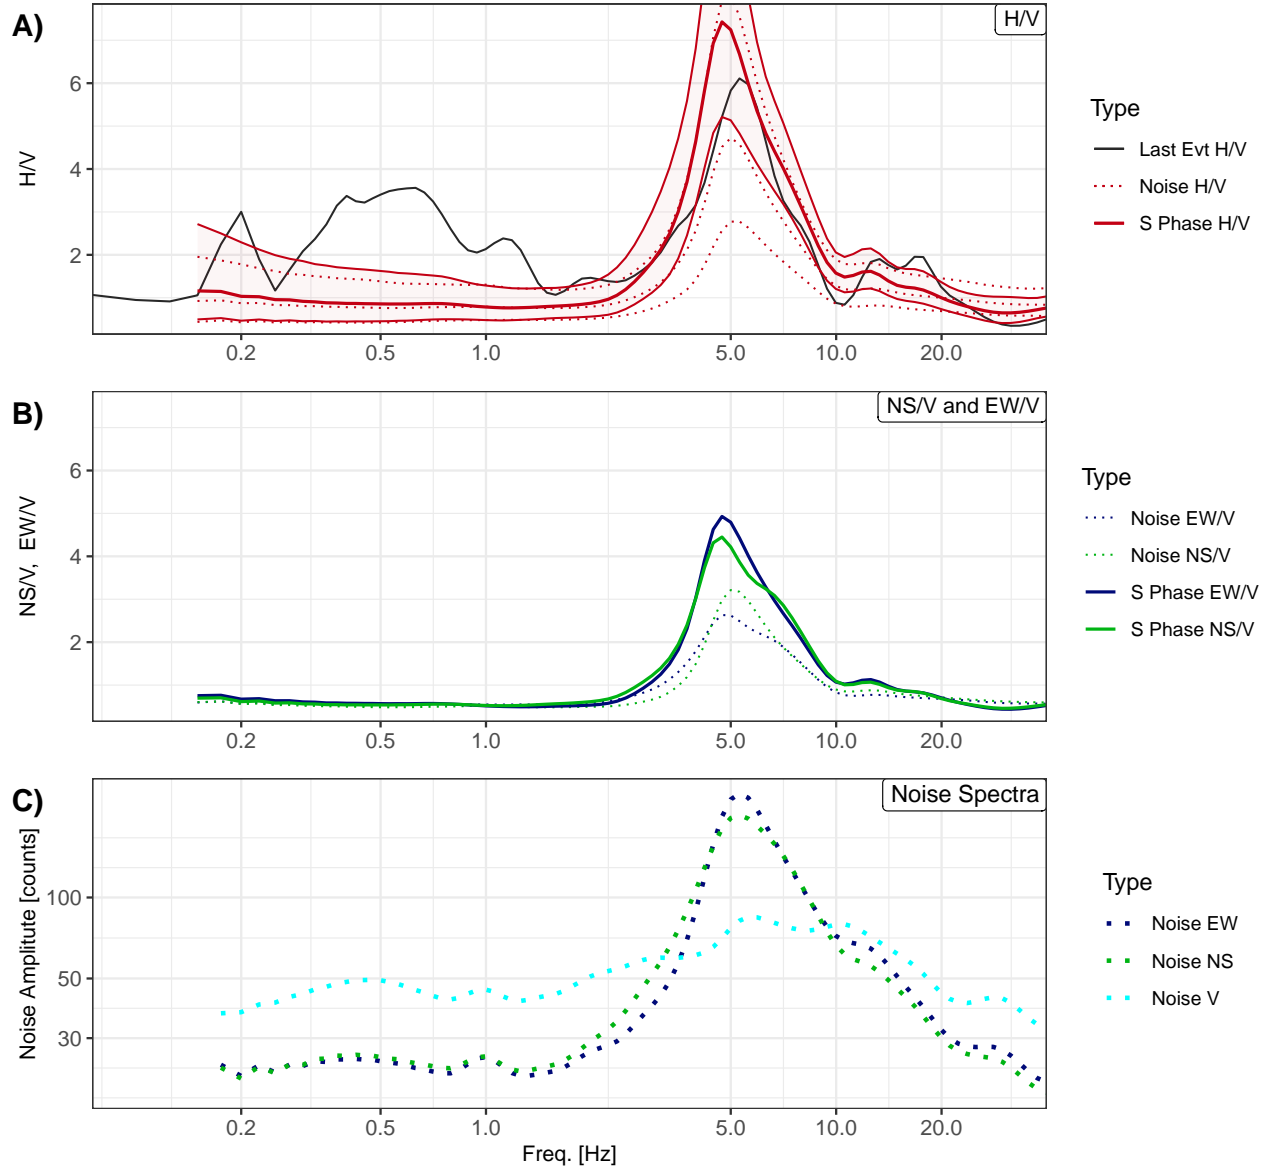 A)
H/V
6
4
2
H/V
0.2
0.5
1.0
5.0
10.0
20.0
Type
Last Evt H/V
Noise H/V
S Phase H/V
B)
NS/V and EW/V
6
4
2
NS/V, EW/V
0.2
0.5
1.0
5.0
10.0
20.0
Type
Noise EW/V
Noise NS/V
S Phase EW/V
S Phase NS/V
C)
Noise Spectra
100
50
30
Noise Amplitute [counts]
0.2
0.5
1.0
5.0
10.0
20.0
Freq. [Hz]
Type
Noise EW
Noise NS
Noise V